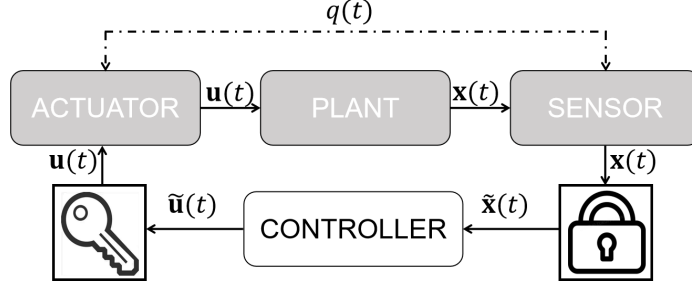 q(t)
ACTUATOR
𝐮(t)
PLANT
𝐱(t)
SENSOR
𝐮(t)
𝐱(t)
𝐮̃(t)
CONTROLLER
𝐱̃(t)